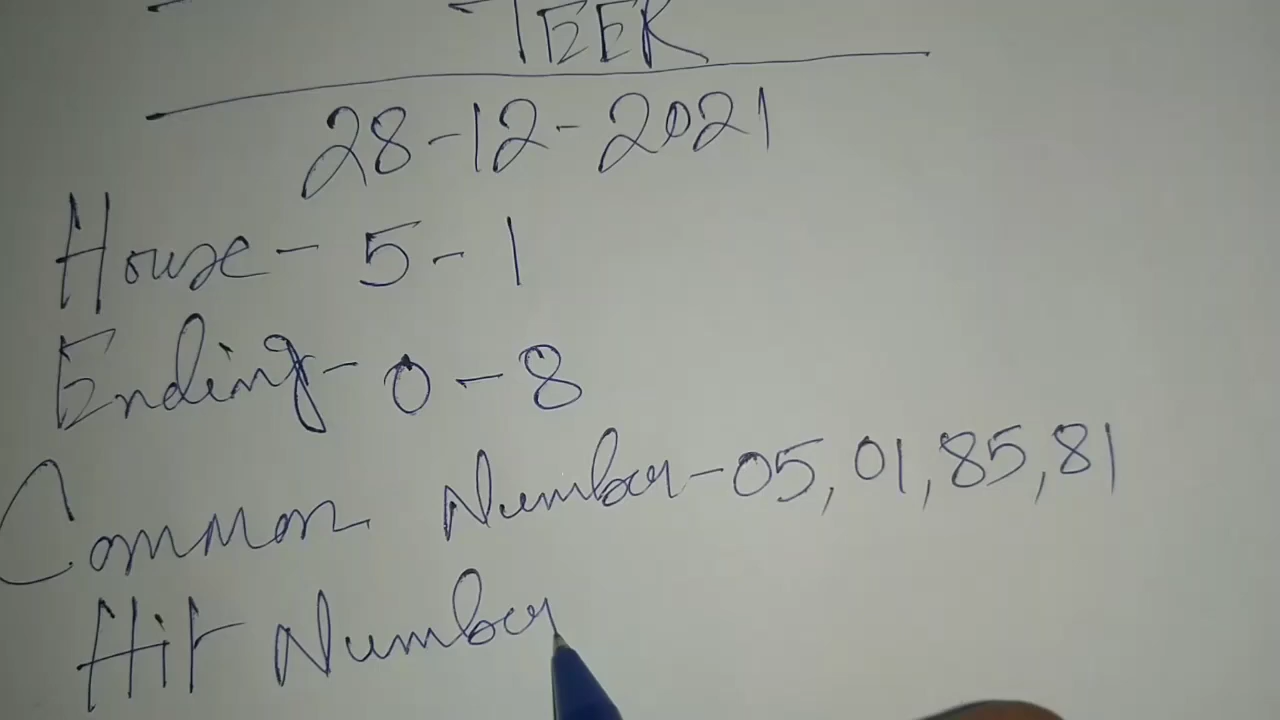 TEER
28-12-2021
House - 5 - 1
Ending - 0 - 8
Common Number - 05, 01, 85, 81
Hit Number